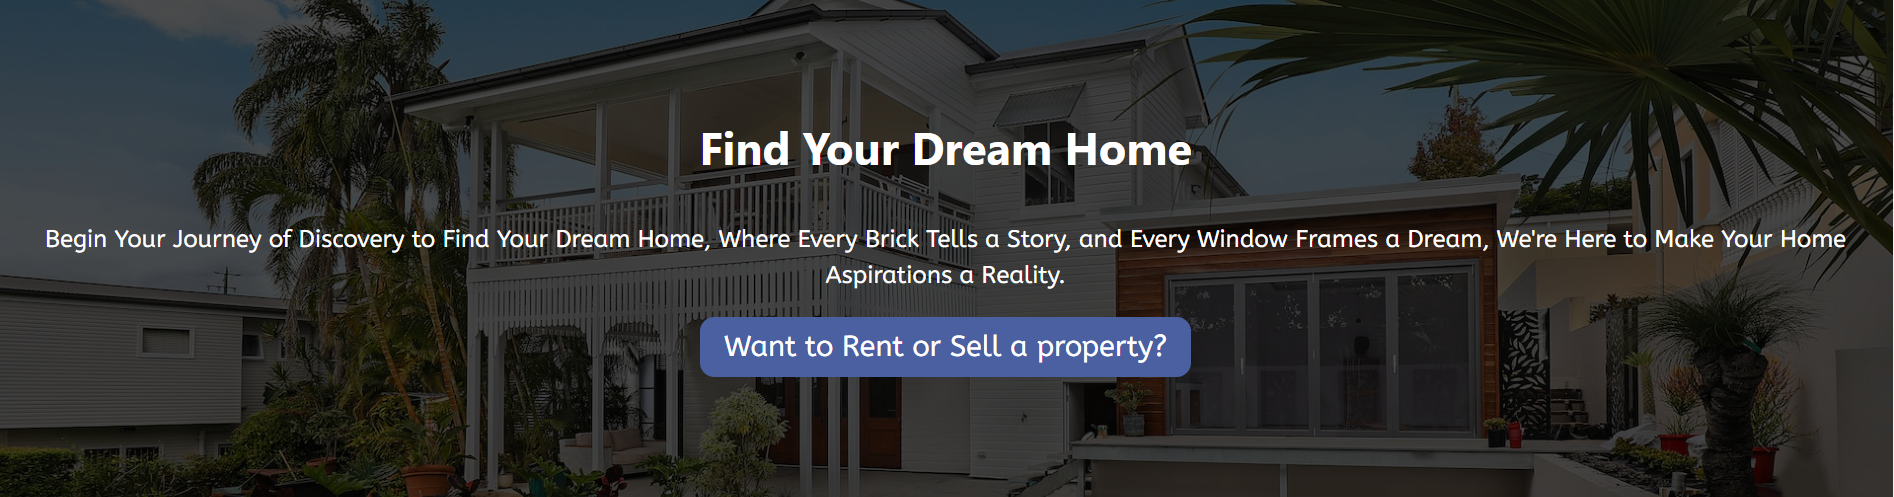 Find Your Dream Home
Begin Your Journey of Discovery to Find Your Dream Home, Where Every Brick Tells a Story, and Every Window Frames a Dream, We're Here to Make Your Home
Aspirations a Reality.
Want to Rent or Sell a property?